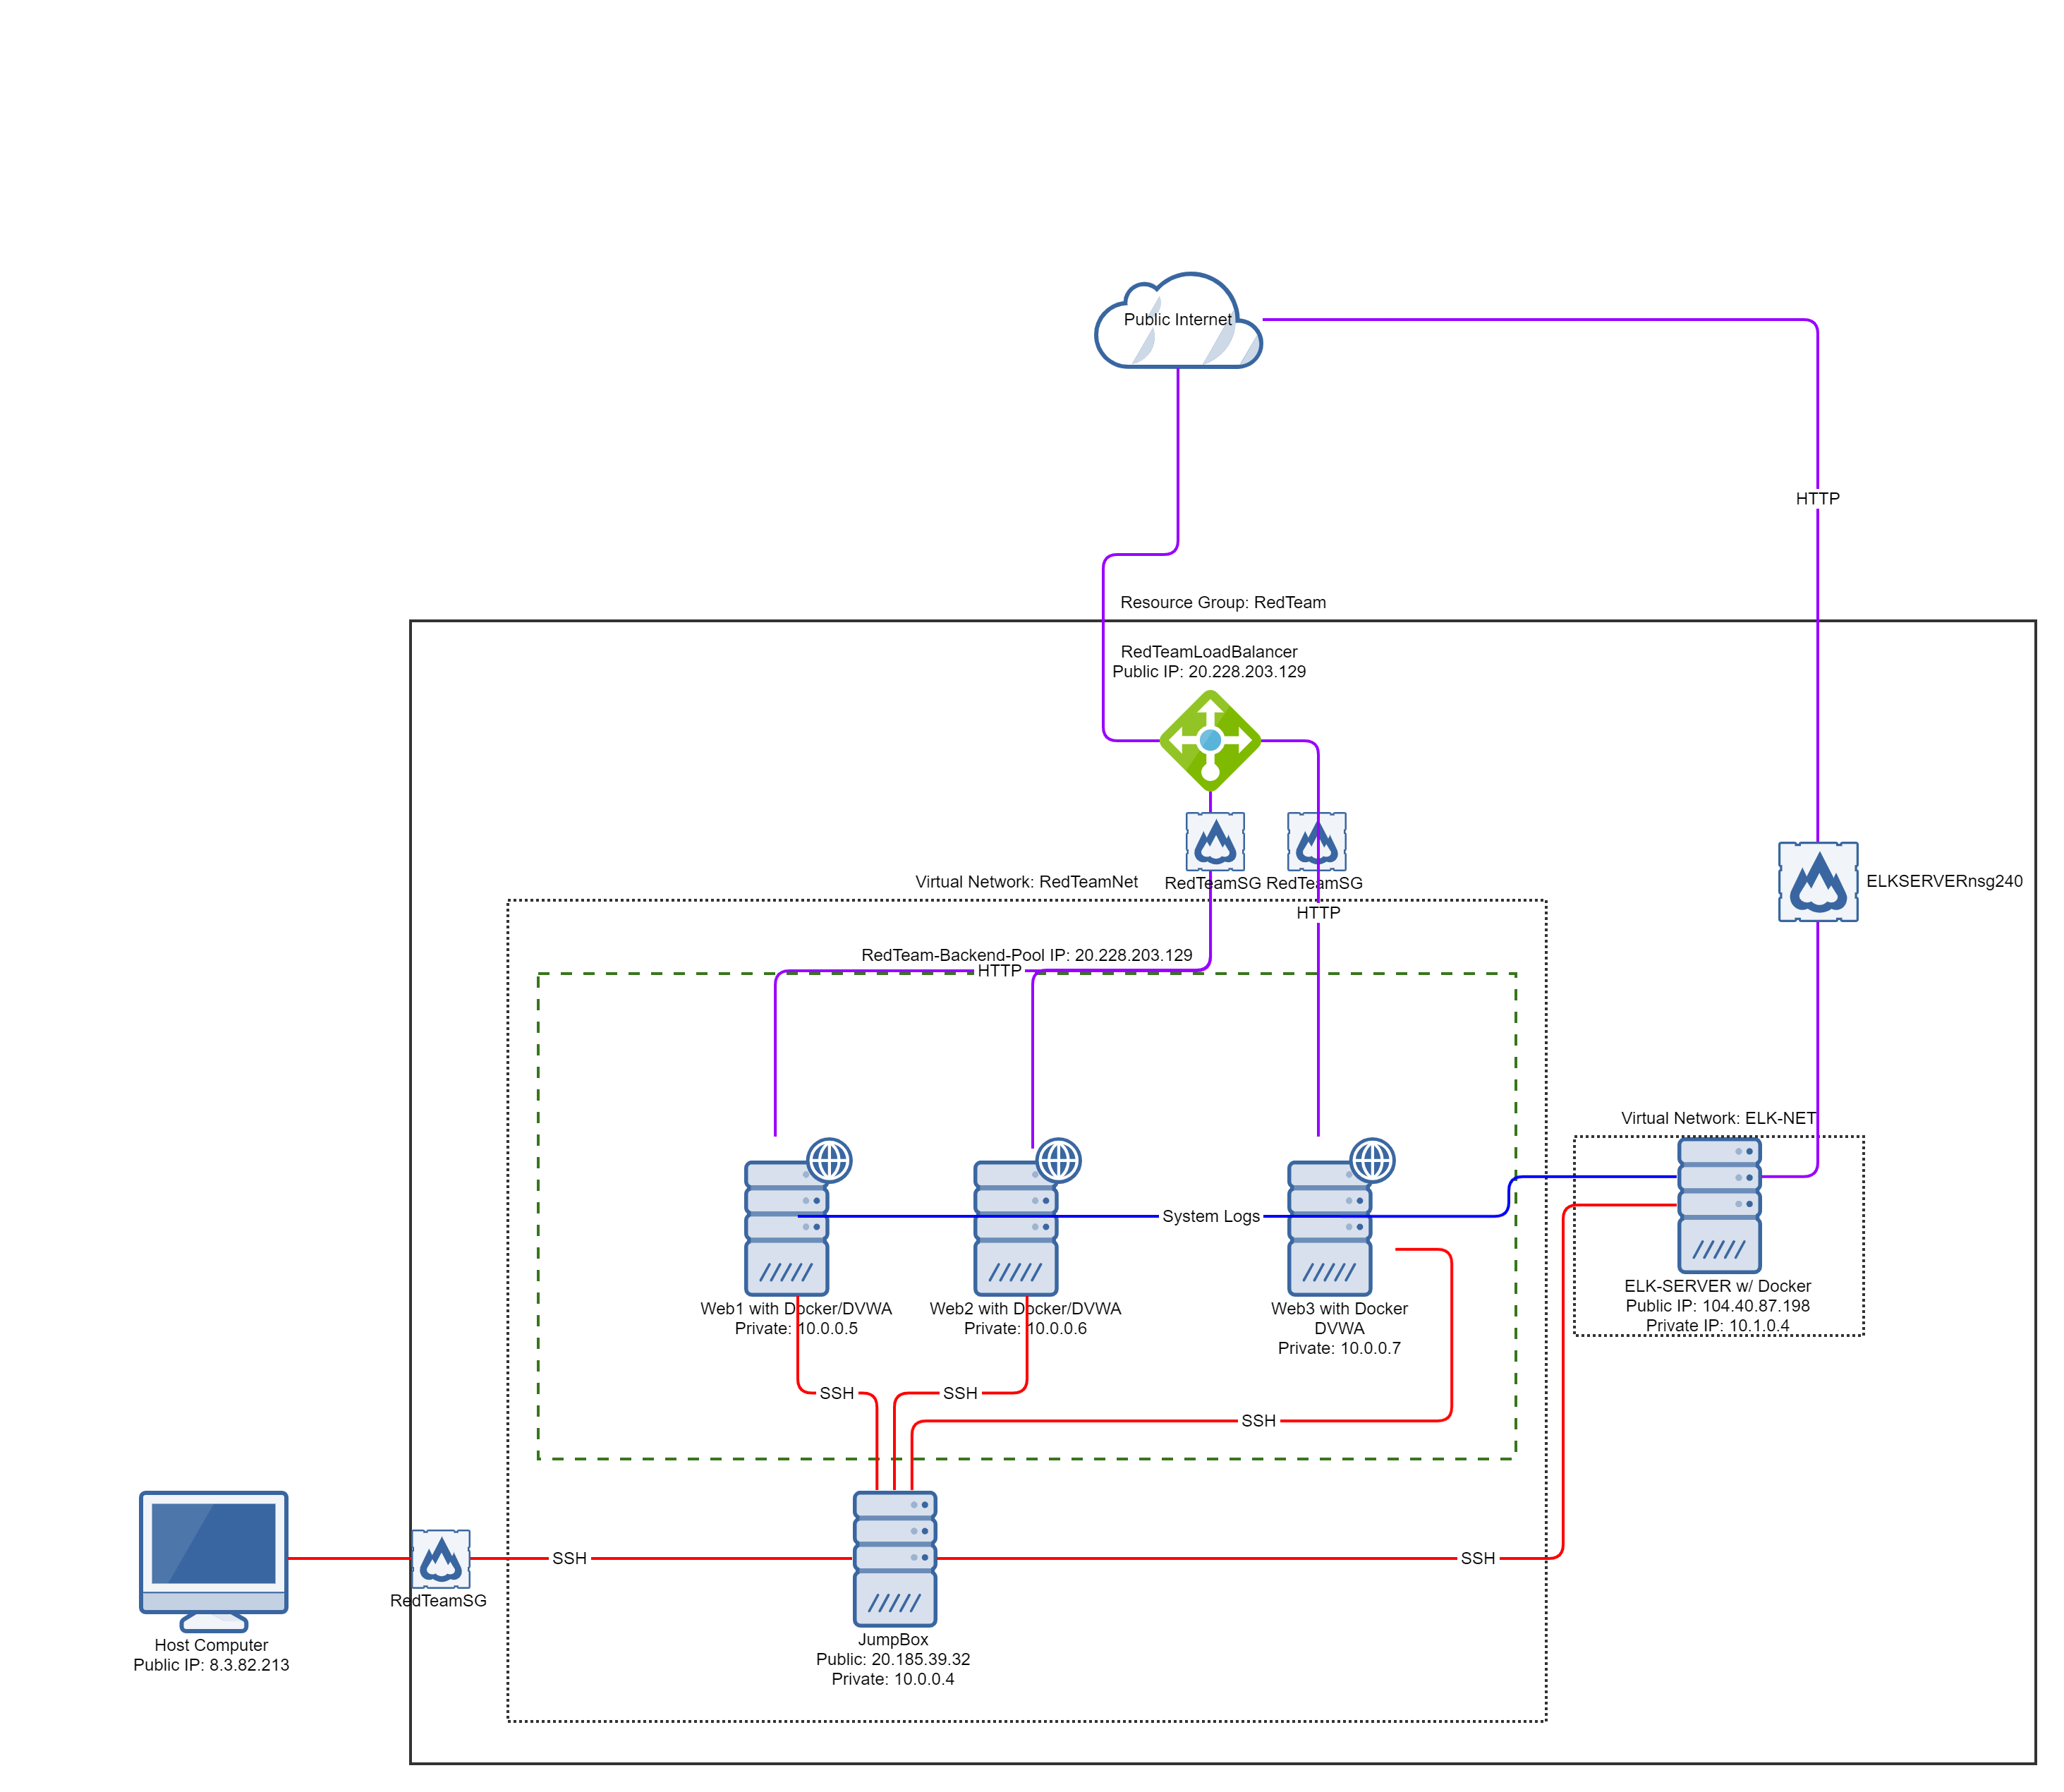 Public Internet
HTTP
Resource Group: RedTeam
RedTeamLoadBalancer
Public IP: 20.228.203.129
Virtual Network: RedTeamNet
RedTeamSG
RedTeamSG
ELKSERVERnsg240
HTTP
RedTeam-Backend-Pool IP: 20.228.203.129
HTTP
Virtual Network: ELK-NET
System Logs
Web1 with Docker/DVWA
Private: 10.0.0.5
Web2 with Docker/DVWA
Private: 10.0.0.6
Web3 with Docker
DVWA
Private: 10.0.0.7
ELK-SERVER w/ Docker
Public IP: 104.40.87.198
Private IP: 10.1.0.4
SSH
SSH
SSH
SSH
SSH
RedTeamSG
Host Computer
Public IP: 8.3.82.213
JumpBox
Public: 20.185.39.32
Private: 10.0.0.4